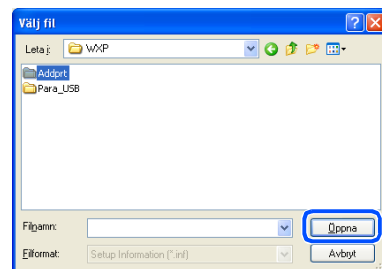 Välj fil
Leta i: WXP
Addprt
Para_USB
Filnamn: Öppna
Filformat: Setup Information (*.inf) Avbryt